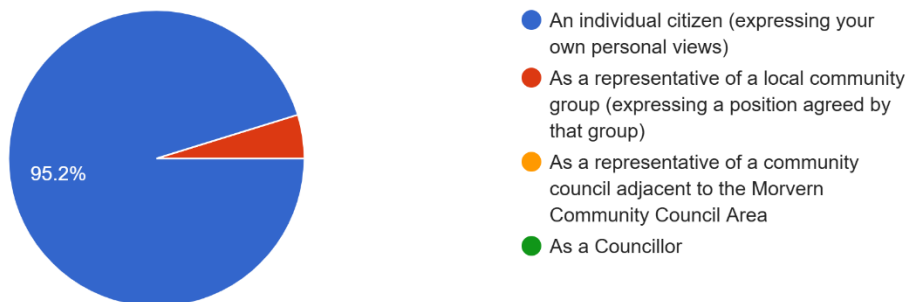 95.2%
An individual citizen (expressing your
own personal views)
As a representative of a local community
group (expressing a position agreed by
that group)
As a representative of a community
council adjacent to the Morvern
Community Council Area
As a Councillor